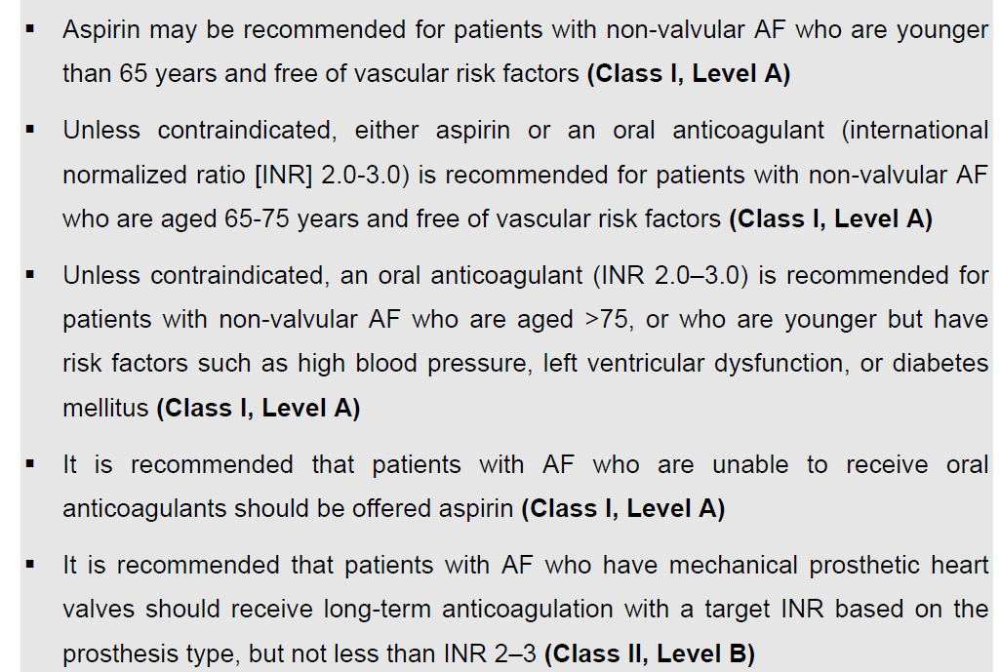 ▪ Aspirin may be recommended for patients with non-valvular AF who are younger
than 65 years and free of vascular risk factors (Class I, Level A)
▪ Unless contraindicated, either aspirin or an oral anticoagulant (international
normalized ratio [INR] 2.0-3.0) is recommended for patients with non-valvular AF
who are aged 65-75 years and free of vascular risk factors (Class I, Level A)
▪ Unless contraindicated, an oral anticoagulant (INR 2.0–3.0) is recommended for
patients with non-valvular AF who are aged >75, or who are younger but have
risk factors such as high blood pressure, left ventricular dysfunction, or diabetes
mellitus (Class I, Level A)
▪ It is recommended that patients with AF who are unable to receive oral
anticoagulants should be offered aspirin (Class I, Level A)
▪ It is recommended that patients with AF who have mechanical prosthetic heart
valves should receive long-term anticoagulation with a target INR based on the
prosthesis type, but not less than INR 2–3 (Class II, Level B)